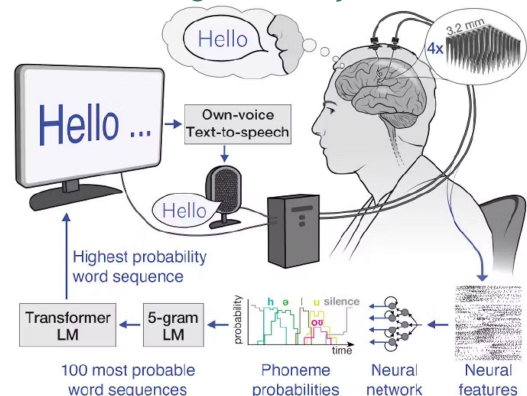 Hello
3.2 mm
4x
Hello ...
Own-voice
Text-to-speech
Hello
Highest probability
word sequence
Transformer
LM
5-gram
LM
probability
h ə l u silence
oʊ
time
100 most probable
word sequences
Phoneme
probabilities
Neural
network
Neural
features